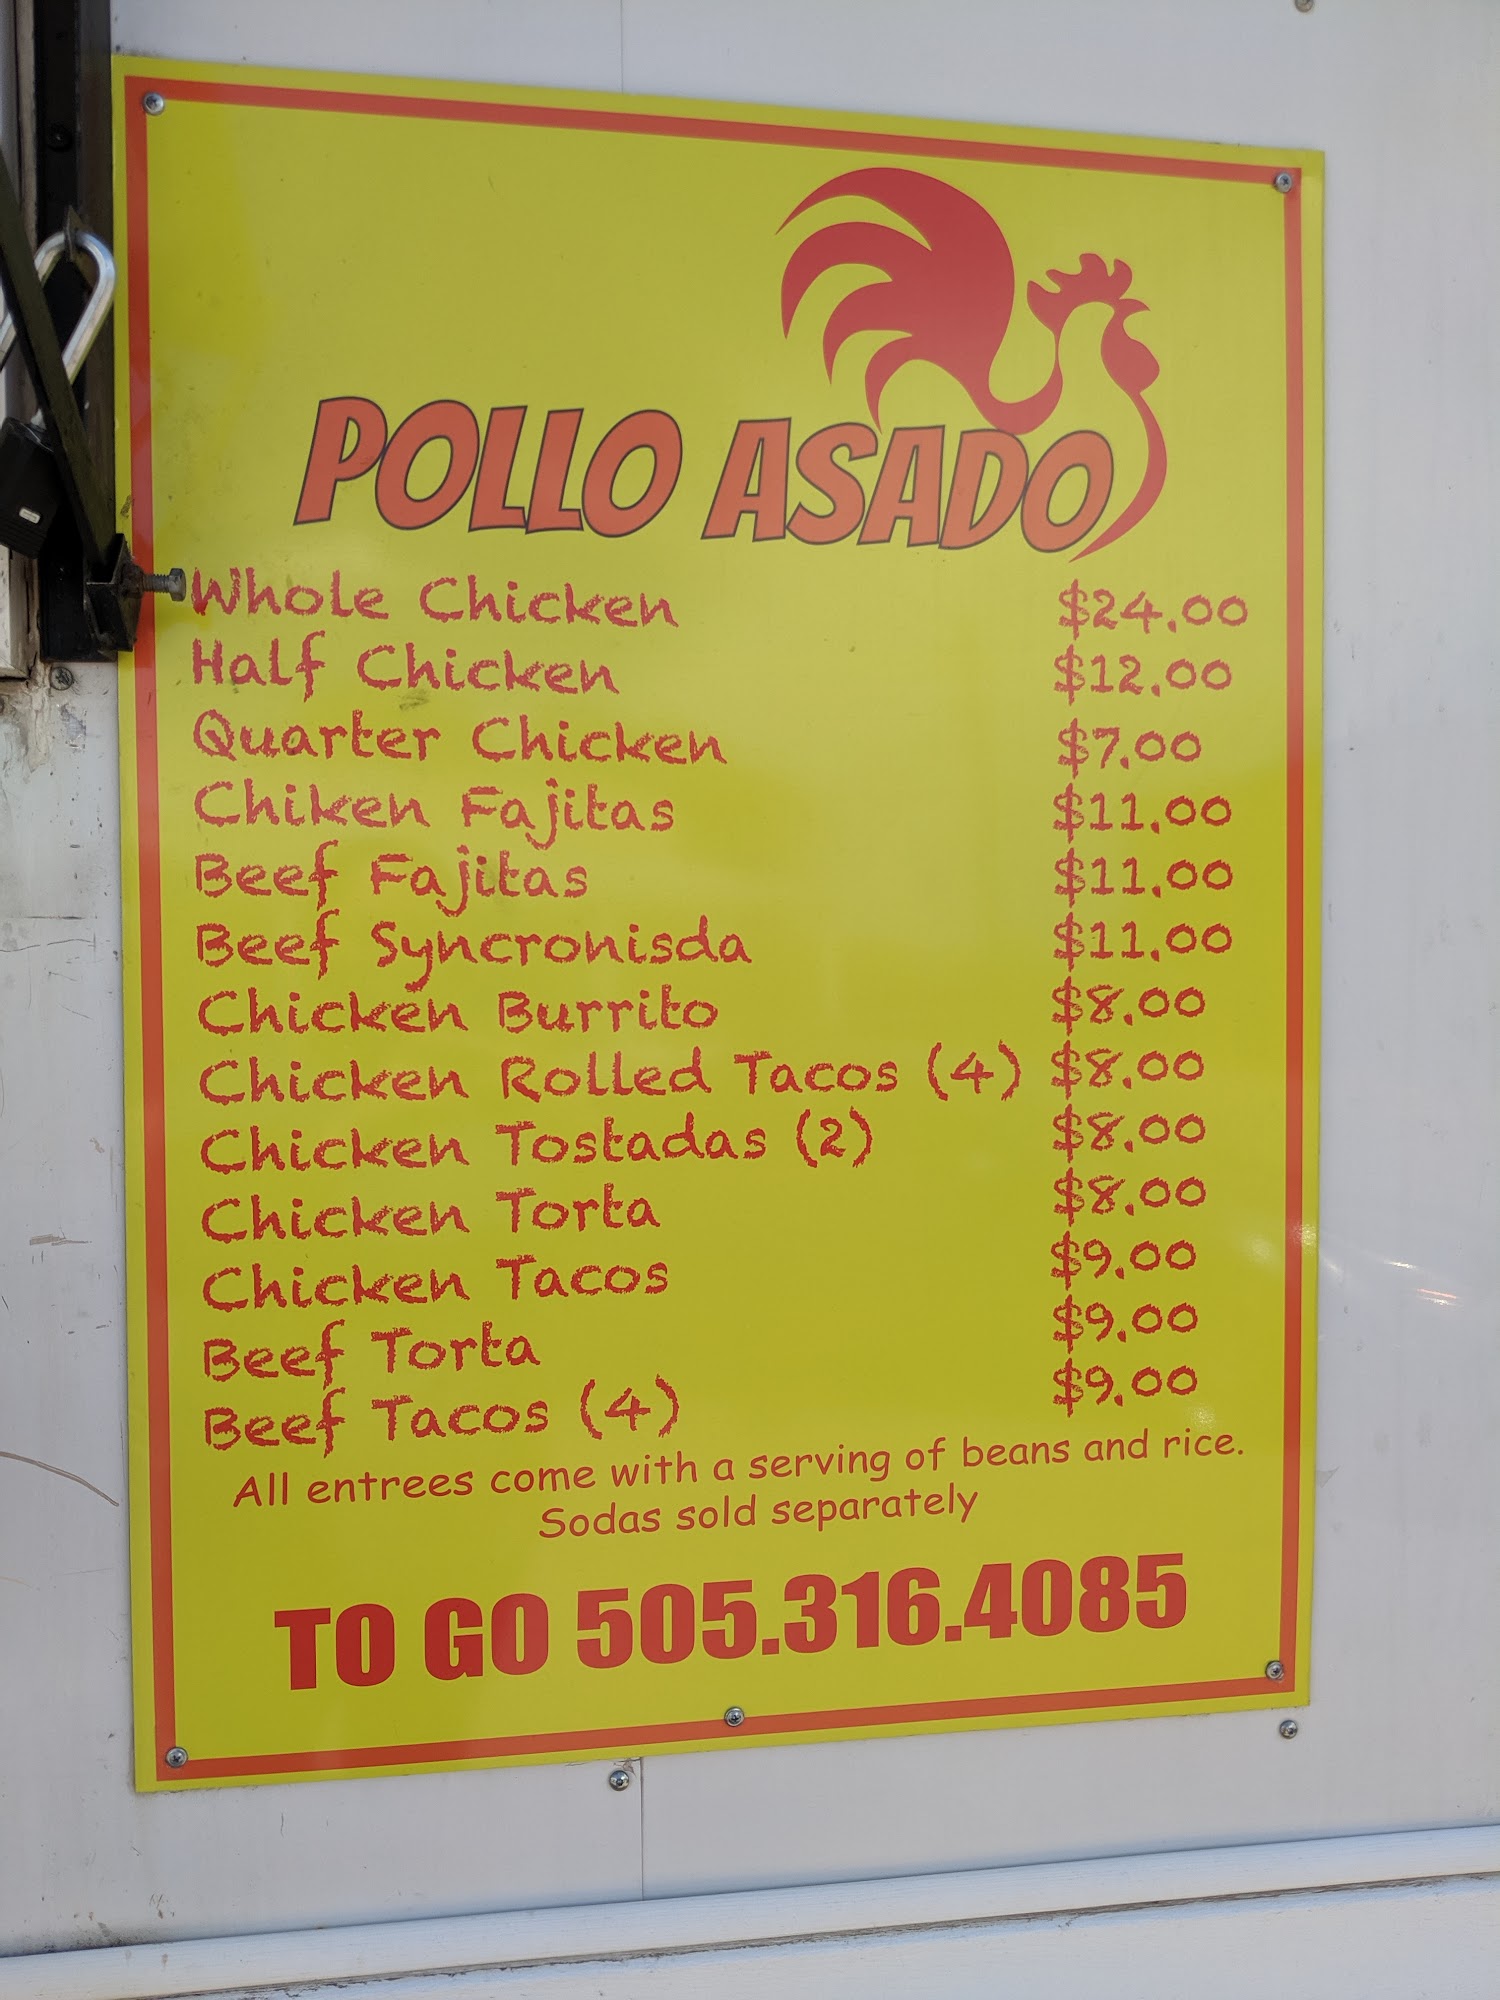 POLLO ASADO
Whole Chicken $24.00
Half Chicken $12.00
Quarter Chicken $7.00
Chiken Fajitas $11.00
Beef Fajitas $11.00
Beef Syncronisda $11.00
Chicken Burrito $8.00
Chicken Rolled Tacos (4) $8.00
Chicken Tostadas (2) $8.00
Chicken Torta $8.00
Chicken Tacos $9.00
Beef Torta $9.00
Beef Tacos (4) $9.00
All entrees come with a serving of beans and rice.
Sodas sold separately
TO GO 505.316.4085